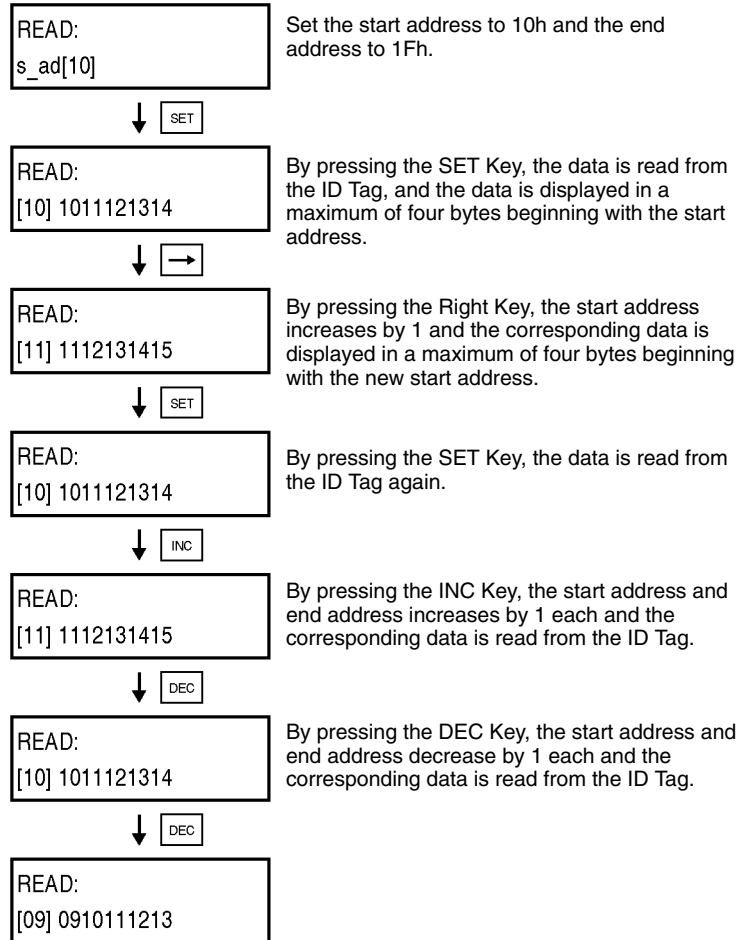 READ:
s_ad[10]
Set the start address to 10h and the end
address to 1Fh.
SET
READ:
[10] 1011121314
By pressing the SET Key, the data is read from
the ID Tag, and the data is displayed in a
maximum of four bytes beginning with the start
address.
→
READ:
[11] 1112131415
By pressing the Right Key, the start address
increases by 1 and the corresponding data is
displayed in a maximum of four bytes beginning
with the new start address.
SET
READ:
[10] 1011121314
By pressing the SET Key, the data is read from
the ID Tag again.
INC
READ:
[11] 1112131415
By pressing the INC Key, the start address and
end address increases by 1 each and the
corresponding data is read from the ID Tag.
DEC
READ:
[10] 1011121314
By pressing the DEC Key, the start address and
end address decrease by 1 each and the
corresponding data is read from the ID Tag.
DEC
READ:
[09] 0910111213